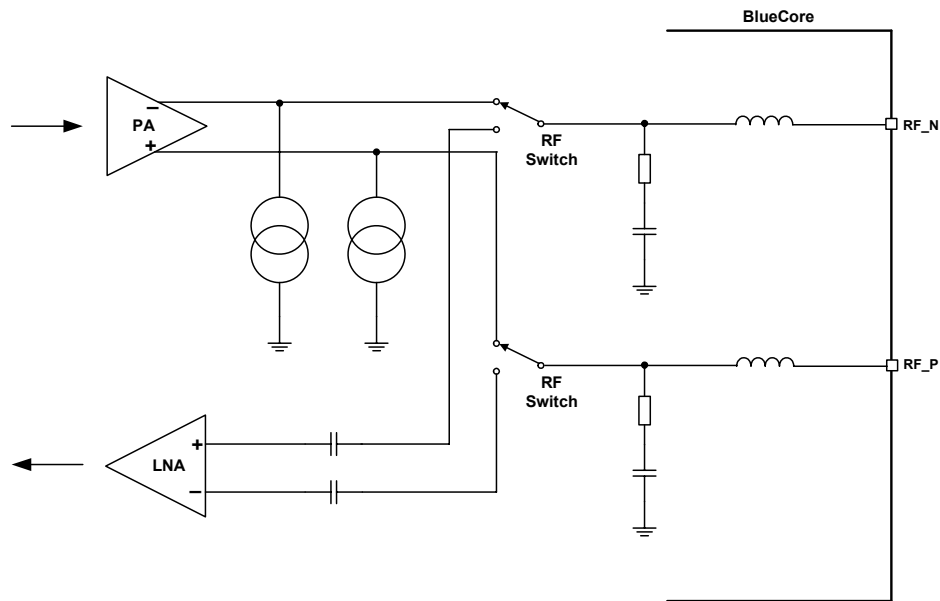 BlueCore
−
PA
+
RF
Switch
RF_N
RF
Switch
RF_P
+
LNA
−